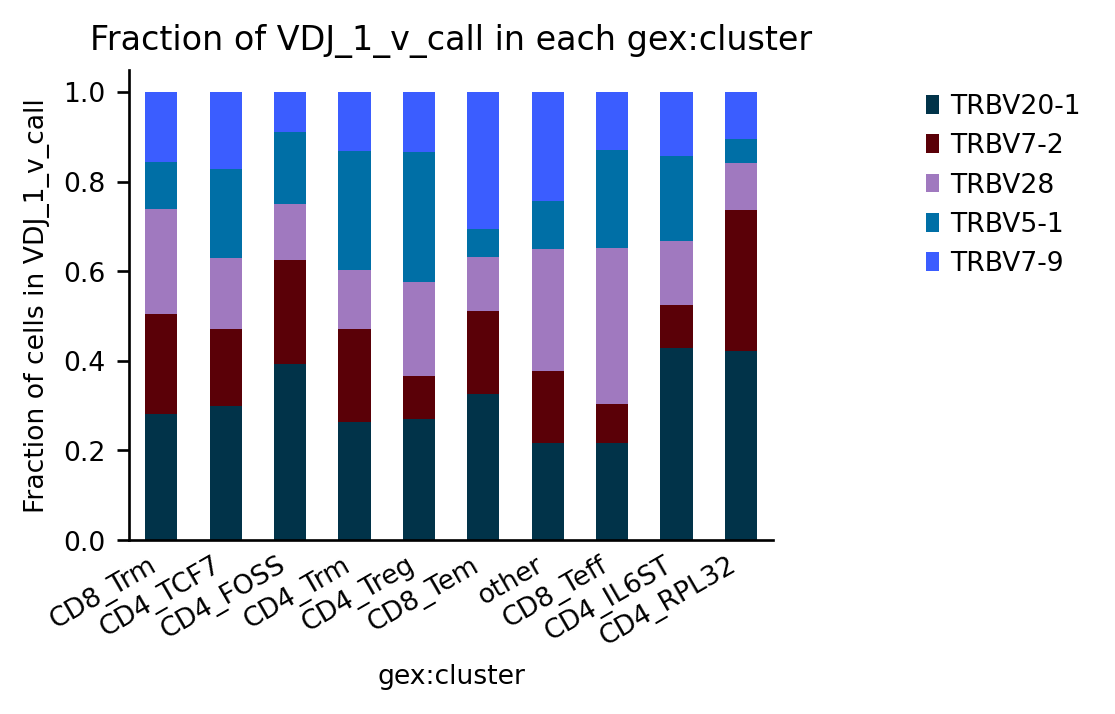 Fraction of VDJ_1_v_call in each gex:cluster
Fraction of cells in VDJ_1_v_call
1.0
0.8
0.6
0.4
0.2
0.0
CD8_Trm
CD4_TCF7
CD4_FOSS
CD4_Trm
CD4_Treg
CD8_Tem
other
CD8_Teff
CD4_IL6ST
CD4_RPL32
gex:cluster
TRBV20-1
TRBV7-2
TRBV28
TRBV5-1
TRBV7-9